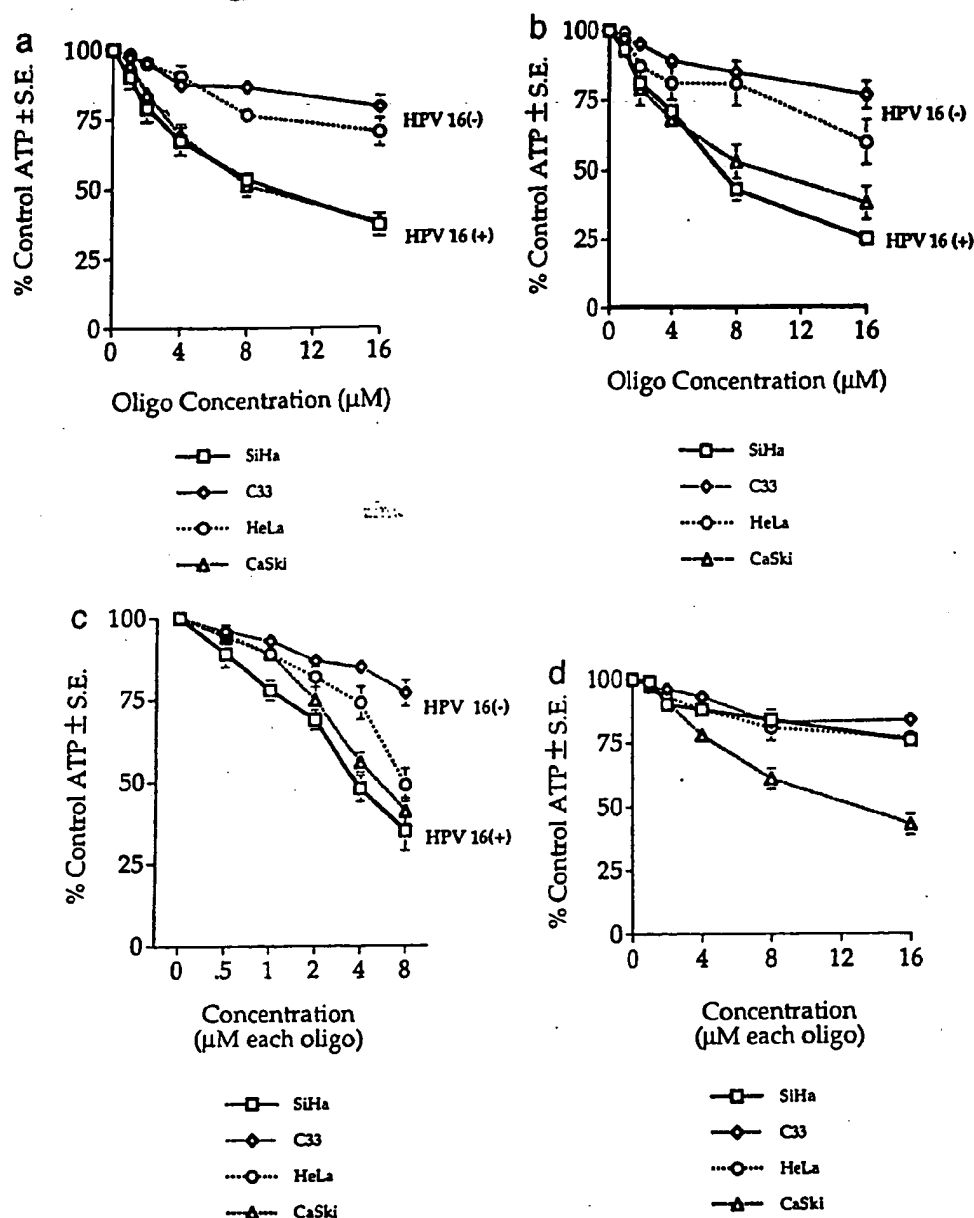 a
% Control ATP ± S.E.
100
75
50
25
0
HPV 16(-)
HPV 16(+)
0 4 8 12 16
Oligo Concentration (μM)
SiHa
C33
HeLa
CaSki
b
% Control ATP ± S.E.
100
75
50
25
0
HPV 16(-)
HPV 16(+)
0 4 8 12 16
Oligo Concentration (μM)
SiHa
C33
HeLa
CaSki
c
% Control ATP ± S.E.
100
75
50
25
0
HPV 16(-)
HPV 16(+)
0 .5 1 2 4 8
Concentration
(μM each oligo)
SiHa
C33
HeLa
CaSki
d
% Control ATP ± S.E.
100
75
50
25
0
0 4 8 12 16
Concentration
(μM each oligo)
SiHa
C33
HeLa
CaSki